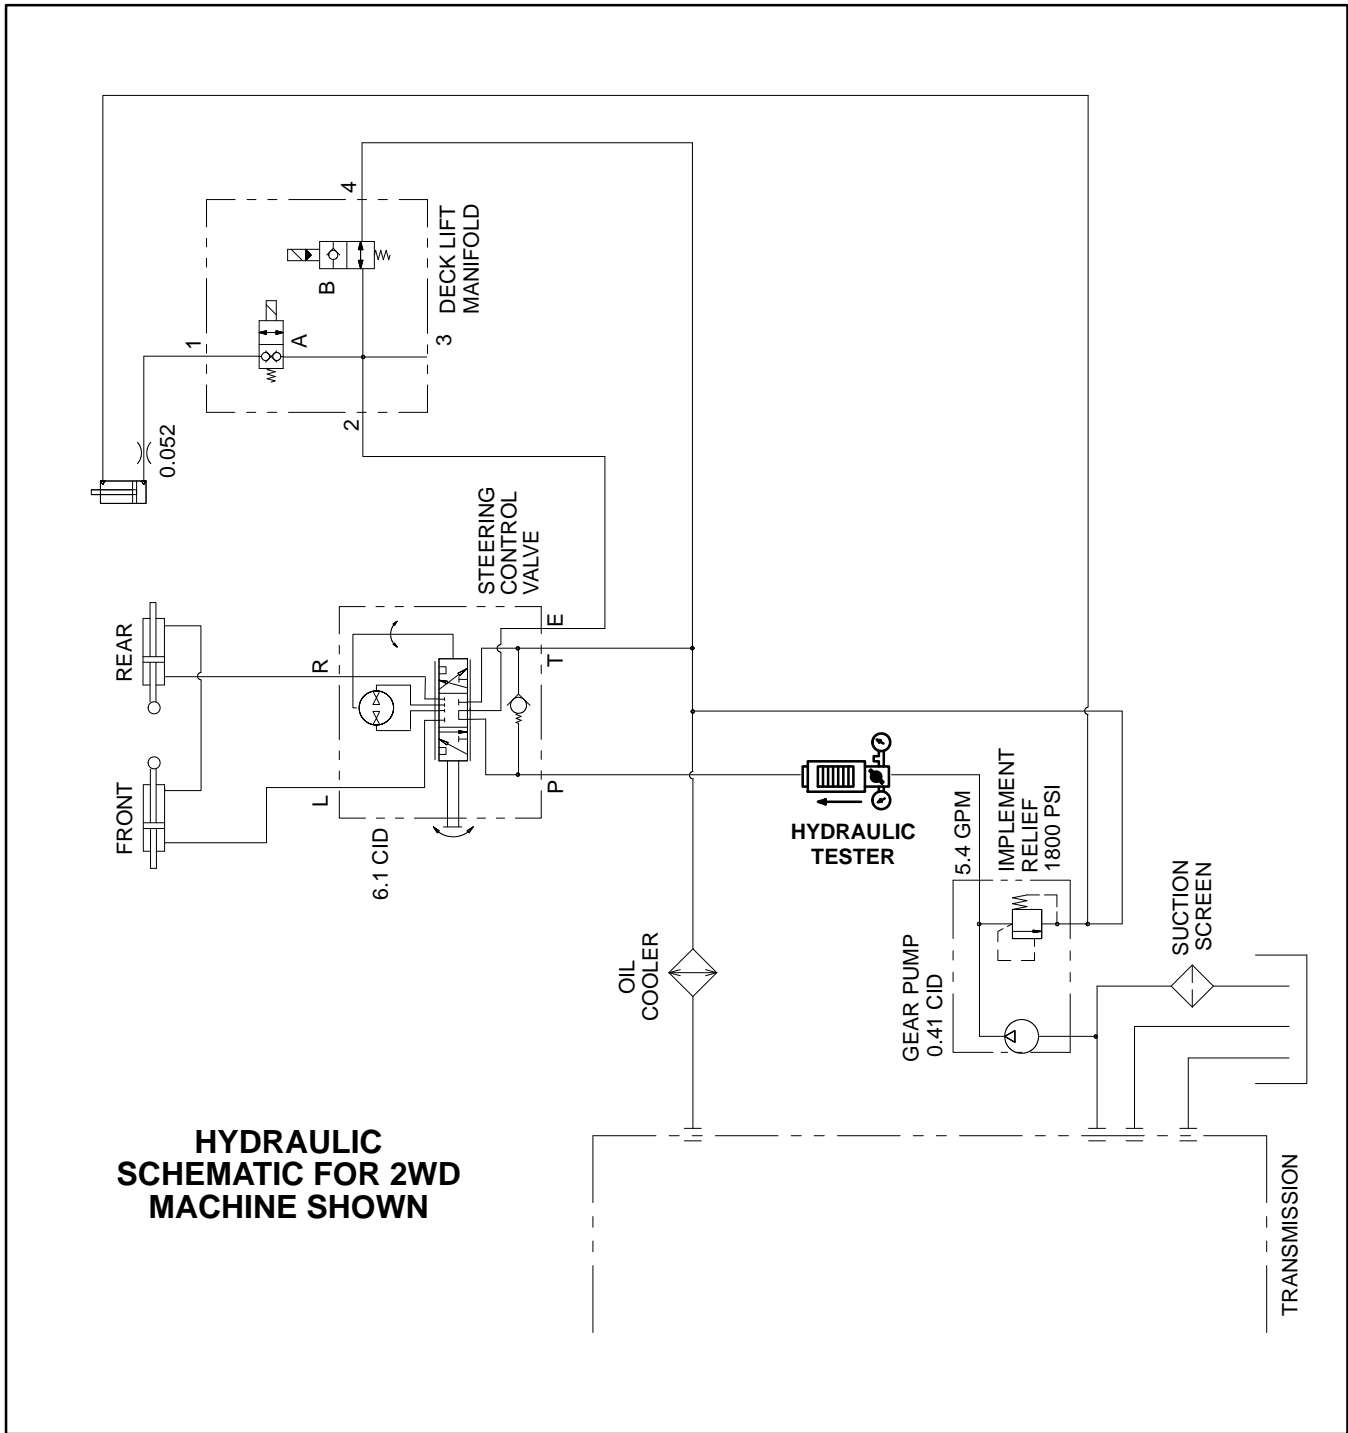 4
DECK LIFT
MANIFOLD
B
1
A
3
2
0.052
STEERING
CONTROL
VALVE
REAR
R
E
T
FRONT
L
P
6.1 CID
HYDRAULIC
TESTER
5.4 GPM
IMPLEMENT
RELIEF
1800 PSI
SUCTION
SCREEN
OIL
COOLER
GEAR PUMP
0.41 CID
HYDRAULIC
SCHEMATIC FOR 2WD
MACHINE SHOWN
TRANSMISSION